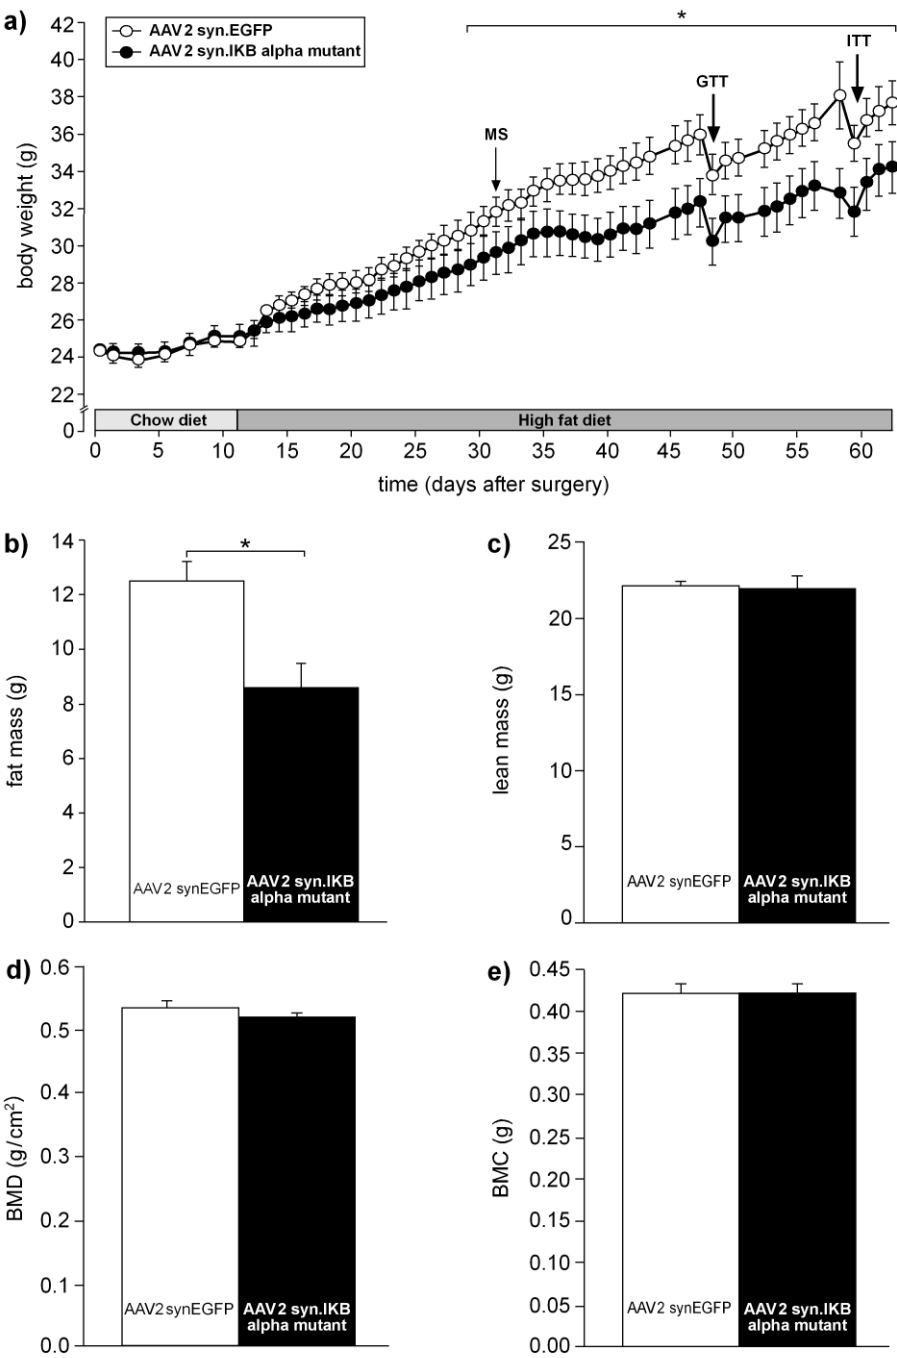 a)
AAV2 syn.EGFP
AAV2 syn.IKB alpha mutant
*
MS
GTT
ITT
body weight (g)
42
40
38
36
34
32
30
28
26
24
22
0
Chow diet
High fat diet
0 5 10 15 20 25 30 35 40 45 50 55 60
time (days after surgery)
b)
fat mass (g)
14
12
10
8
6
4
2
0
*
AAV2 synEGFP
AAV2 syn.IKB
alpha mutant
c)
lean mass (g)
25
20
15
10
5
0
AAV2 synEGFP
AAV2 syn.IKB
alpha mutant
d)
BMD (g/cm²)
0.6
0.5
0.4
0.3
0.2
0.1
0.0
AAV2 synEGFP
AAV2 syn.IKB
alpha mutant
e)
BMC (g)
0.45
0.40
0.35
0.30
0.25
0.20
0.15
0.10
0.05
0.00
AAV2 synEGFP
AAV2 syn.IKB
alpha mutant